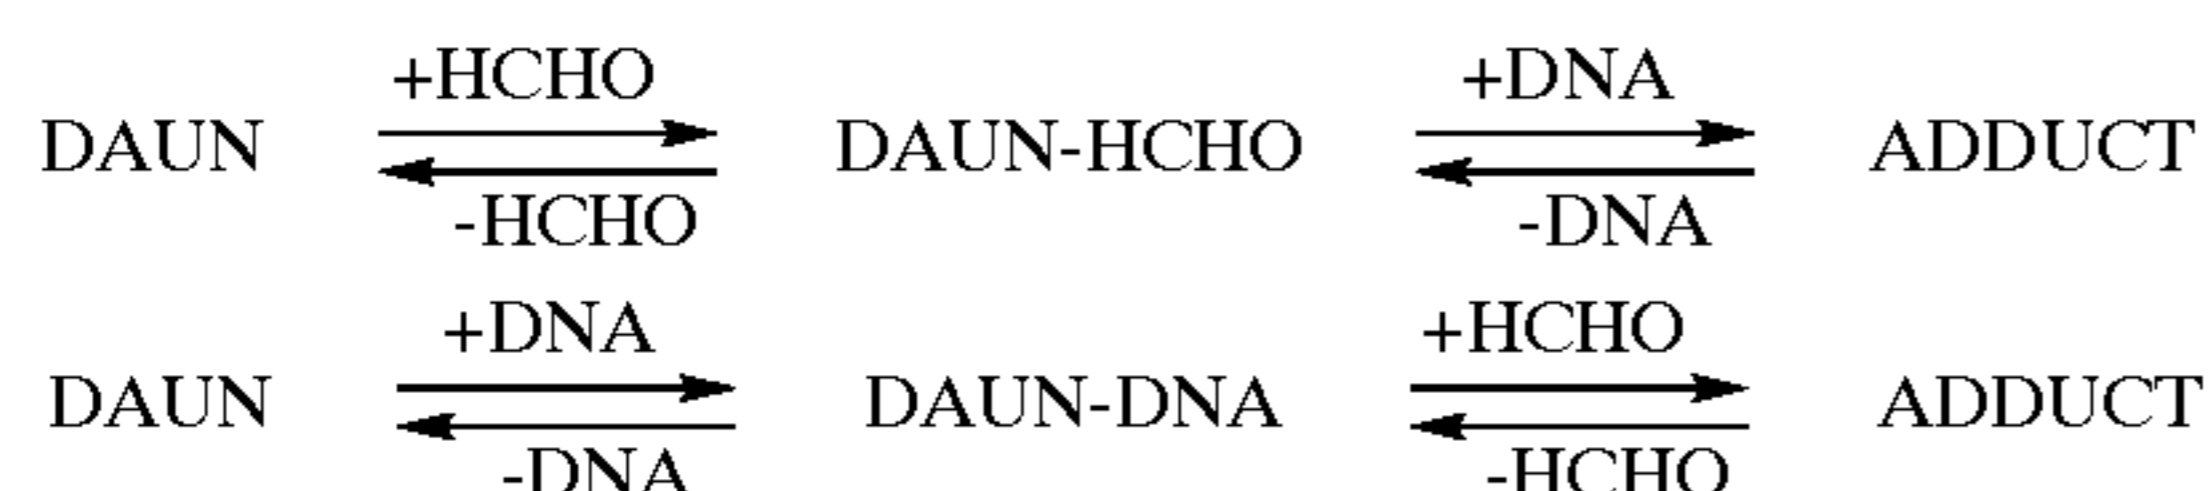 +HCHO +DNA
DAUN DAUN-HCHO ADDUCT
-HCHO -DNA
+DNA +HCHO
DAUN DAUN-DNA ADDUCT
-DNA -HCHO